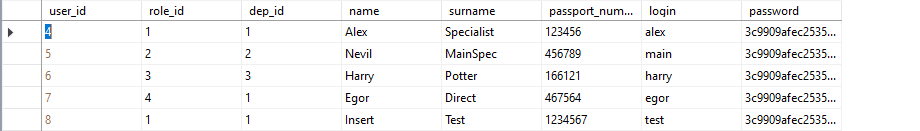 user_id role_id dep_id name surname passport_num... login password
4 1 1 Alex Specialist 123456 alex 3c9909afec2535...
5 2 2 Nevil MainSpec 456789 main 3c9909afec2535...
6 3 3 Harry Potter 166121 harry 3c9909afec2535...
7 4 1 Egor Direct 467564 egor 3c9909afec2535...
8 1 1 Insert Test 1234567 test 3c9909afec2535...